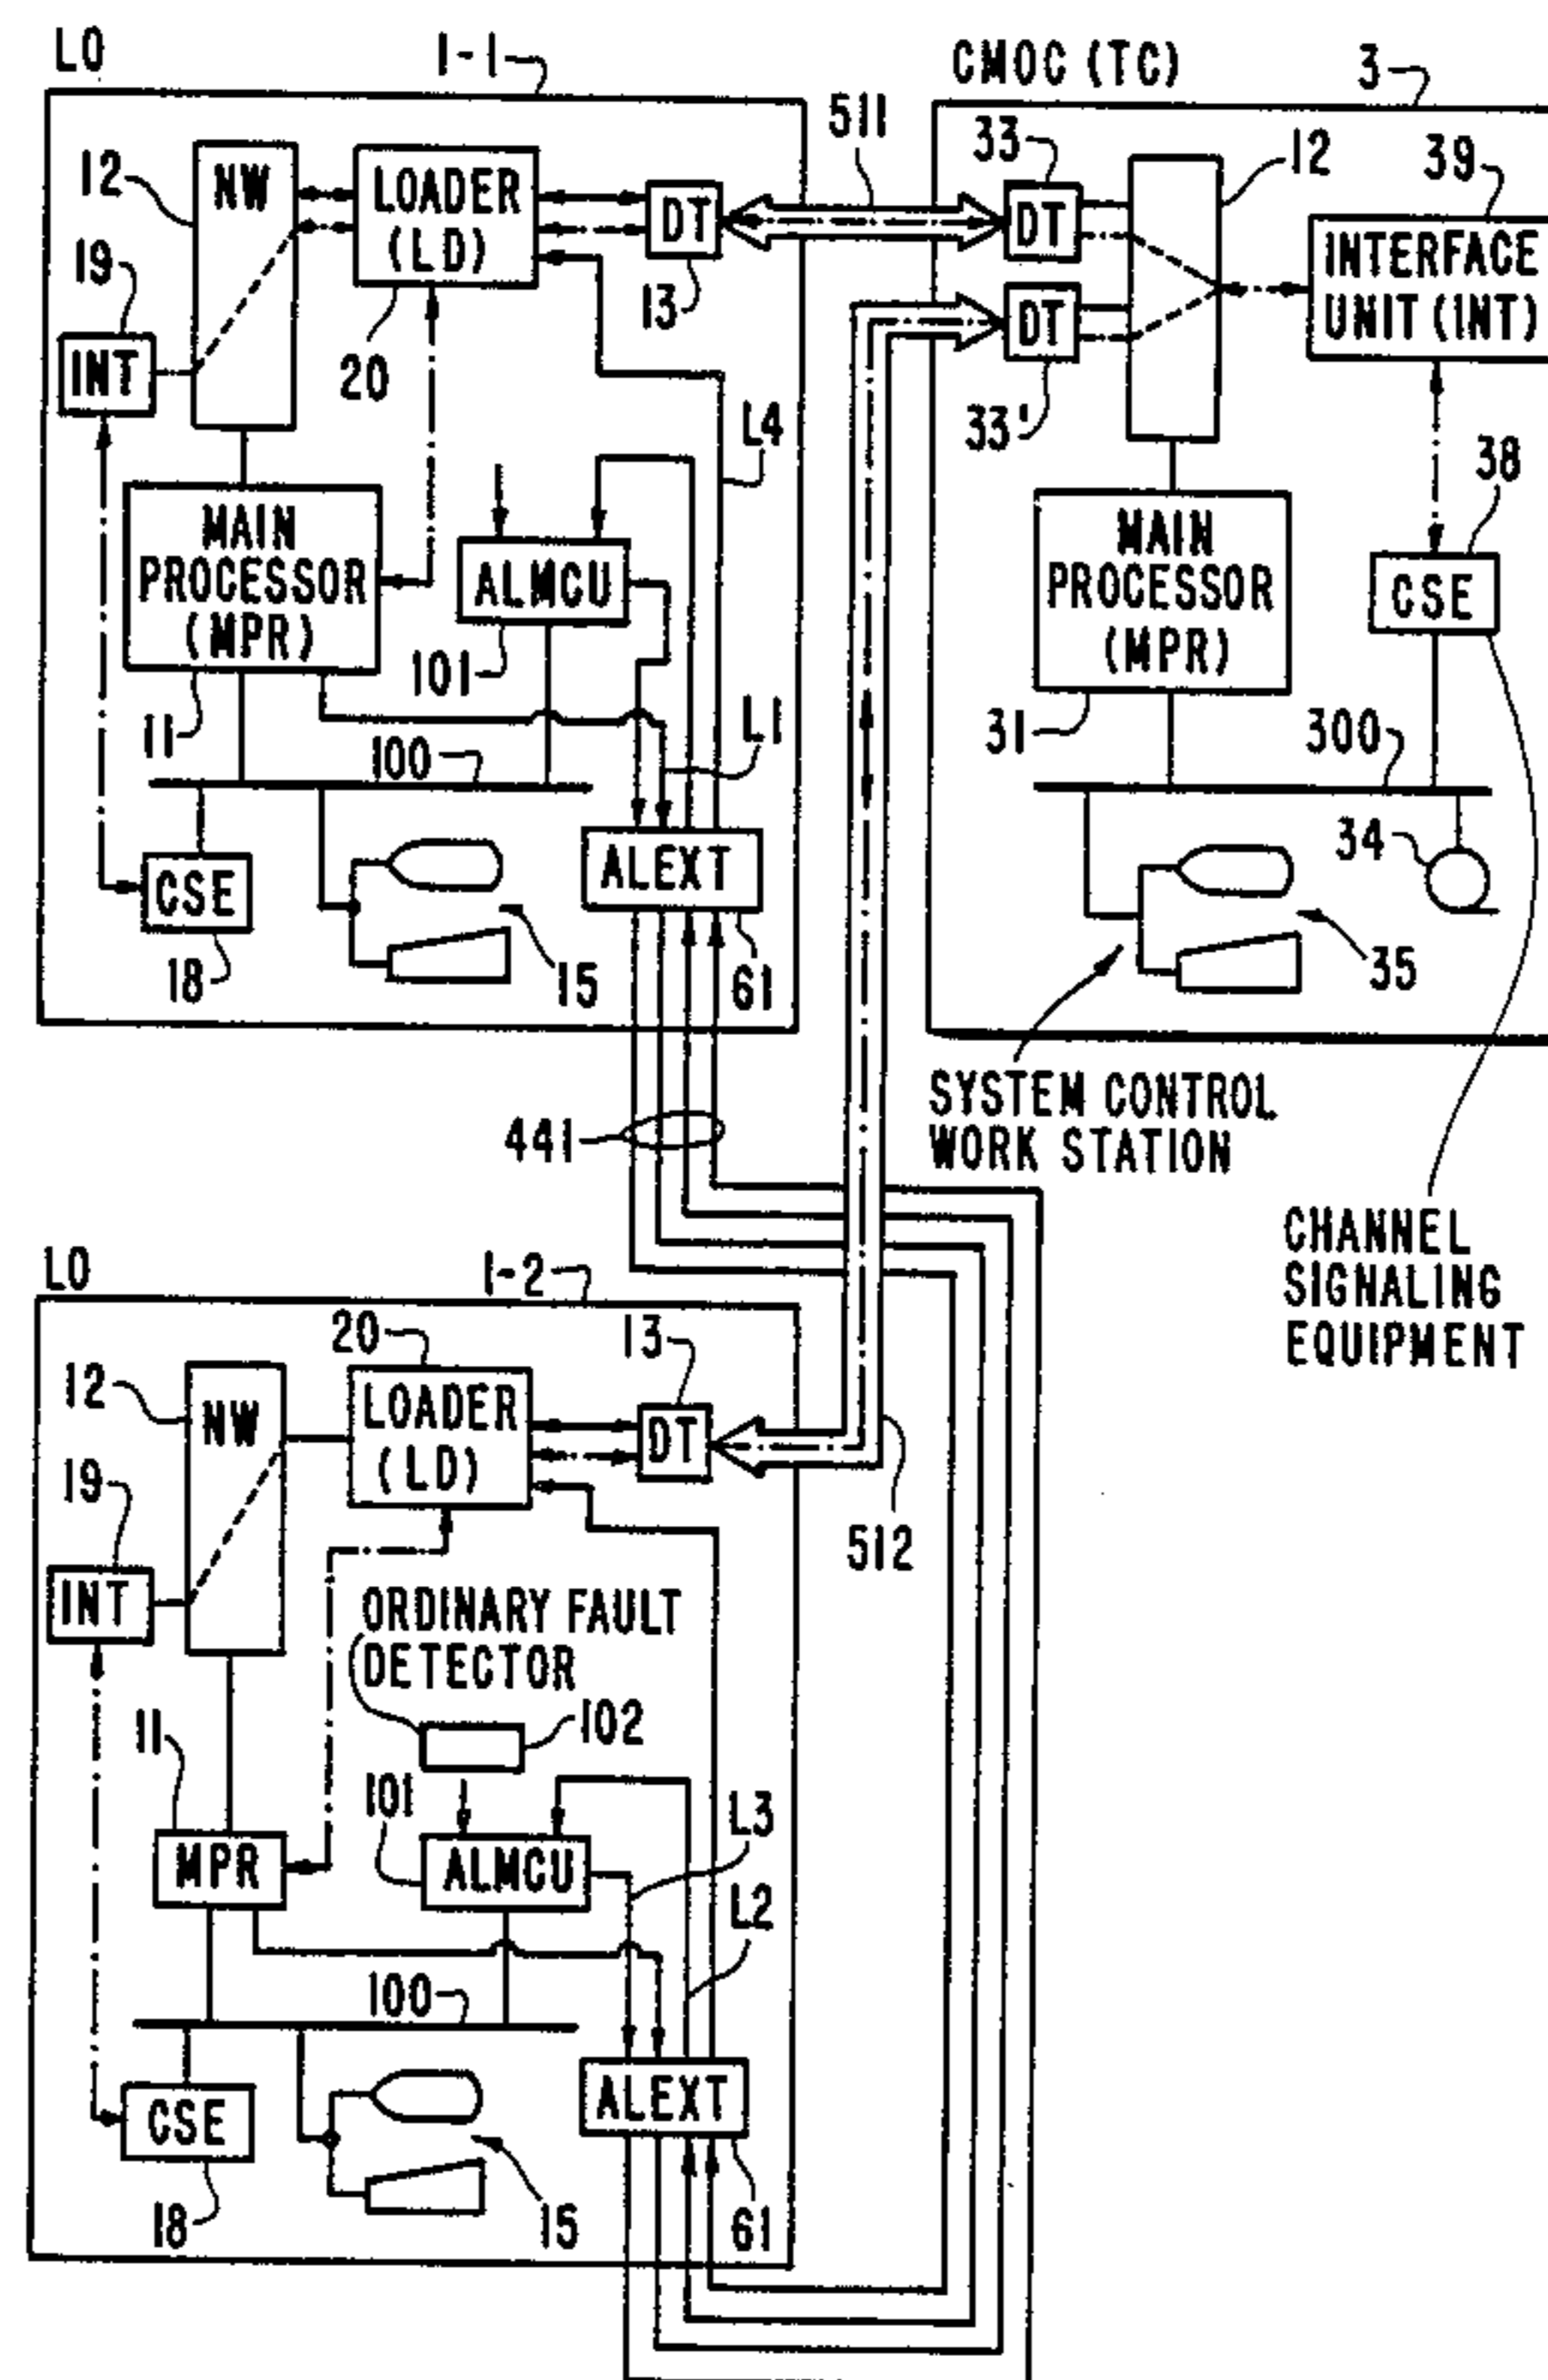 LO
1-1
12
NW
LOADER
(LD)
DT
13
19
INT
20
MAIN
PROCESSOR
(MPR)
11
ALMCU
101
L4
L1
100
CSE
18
15
ALEXT
61
511
CMOC (TC)
3
33
DT
12
39
INTERFACE
UNIT (INT)
DT
33'
38
CSE
MAIN
PROCESSOR
(MPR)
31
300
34
35
SYSTEM CONTROL
WORK STATION
CHANNEL
SIGNALING
EQUIPMENT
441
LO
1-2
20
13
12
NW
LOADER
(LD)
DT
19
INT
512
ORDINARY FAULT
DETECTOR
102
11
MPR
101
ALMCU
L3
L2
100
CSE
18
15
ALEXT
61